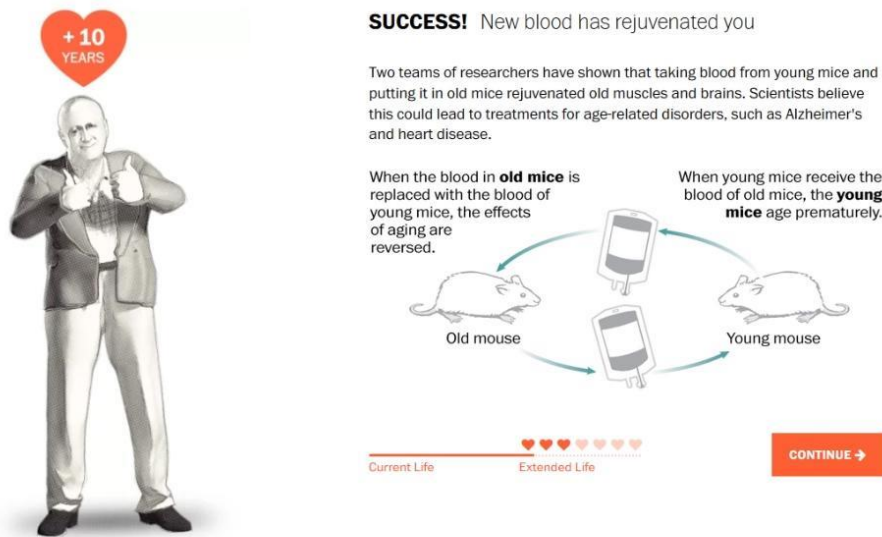 + 10
YEARS
SUCCESS! New blood has rejuvenated you
Two teams of researchers have shown that taking blood from young mice and
putting it in old mice rejuvenated old muscles and brains. Scientists believe
this could lead to treatments for age-related disorders, such as Alzheimer's
and heart disease.
When the blood in old mice is
replaced with the blood of
young mice, the effects
of aging are
reversed.
When young mice receive the
blood of old mice, the young
mice age prematurely.
Old mouse
Young mouse
Current Life
Extended Life
CONTINUE →